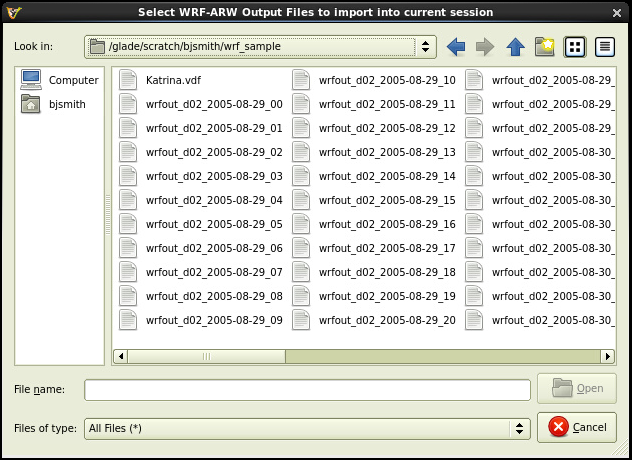 Select WRF-ARW Output Files to import into current session
Look in: /glade/scratch/bjsmith/wrf_sample
Computer
bjsmith
Katrina.vdf wrfout_d02_2005-08-29_10 wrfout_d02_2005-08-29_
wrfout_d02_2005-08-29_00 wrfout_d02_2005-08-29_11 wrfout_d02_2005-08-29_
wrfout_d02_2005-08-29_01 wrfout_d02_2005-08-29_12 wrfout_d02_2005-08-29_
wrfout_d02_2005-08-29_02 wrfout_d02_2005-08-29_13 wrfout_d02_2005-08-30_
wrfout_d02_2005-08-29_03 wrfout_d02_2005-08-29_14 wrfout_d02_2005-08-30_
wrfout_d02_2005-08-29_04 wrfout_d02_2005-08-29_15 wrfout_d02_2005-08-30_
wrfout_d02_2005-08-29_05 wrfout_d02_2005-08-29_16 wrfout_d02_2005-08-30_
wrfout_d02_2005-08-29_06 wrfout_d02_2005-08-29_17 wrfout_d02_2005-08-30_
wrfout_d02_2005-08-29_07 wrfout_d02_2005-08-29_18 wrfout_d02_2005-08-30_
wrfout_d02_2005-08-29_08 wrfout_d02_2005-08-29_19 wrfout_d02_2005-08-30_
wrfout_d02_2005-08-29_09 wrfout_d02_2005-08-29_20 wrfout_d02_2005-08-30_
File name: Open
Files of type: All Files (*) Cancel